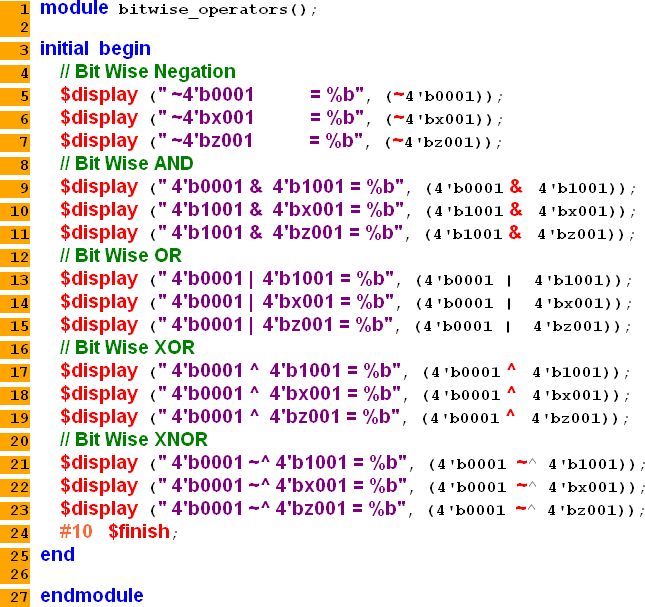 1 module bitwise_operators();
2
3 initial begin
4 // Bit Wise Negation
5 $display (" ~4'b0001 = %b", (~4'b0001));
6 $display (" ~4'bx001 = %b", (~4'bx001));
7 $display (" ~4'bz001 = %b", (~4'bz001));
8 // Bit Wise AND
9 $display (" 4'b0001 & 4'b1001 = %b", (4'b0001 & 4'b1001));
10 $display (" 4'b1001 & 4'bx001 = %b", (4'b1001 & 4'bx001));
11 $display (" 4'b1001 & 4'bz001 = %b", (4'b1001 & 4'bz001));
12 // Bit Wise OR
13 $display (" 4'b0001 | 4'b1001 = %b", (4'b0001 | 4'b1001));
14 $display (" 4'b0001 | 4'bx001 = %b", (4'b0001 | 4'bx001));
15 $display (" 4'b0001 | 4'bz001 = %b", (4'b0001 | 4'bz001));
16 // Bit Wise XOR
17 $display (" 4'b0001 ^ 4'b1001 = %b", (4'b0001 ^ 4'b1001));
18 $display (" 4'b0001 ^ 4'bx001 = %b", (4'b0001 ^ 4'bx001));
19 $display (" 4'b0001 ^ 4'bz001 = %b", (4'b0001 ^ 4'bz001));
20 // Bit Wise XNOR
21 $display (" 4'b0001 ~^ 4'b1001 = %b", (4'b0001 ~^ 4'b1001));
22 $display (" 4'b0001 ~^ 4'bx001 = %b", (4'b0001 ~^ 4'bx001));
23 $display (" 4'b0001 ~^ 4'bz001 = %b", (4'b0001 ~^ 4'bz001));
24 #10 $finish;
25 end
26
27 endmodule